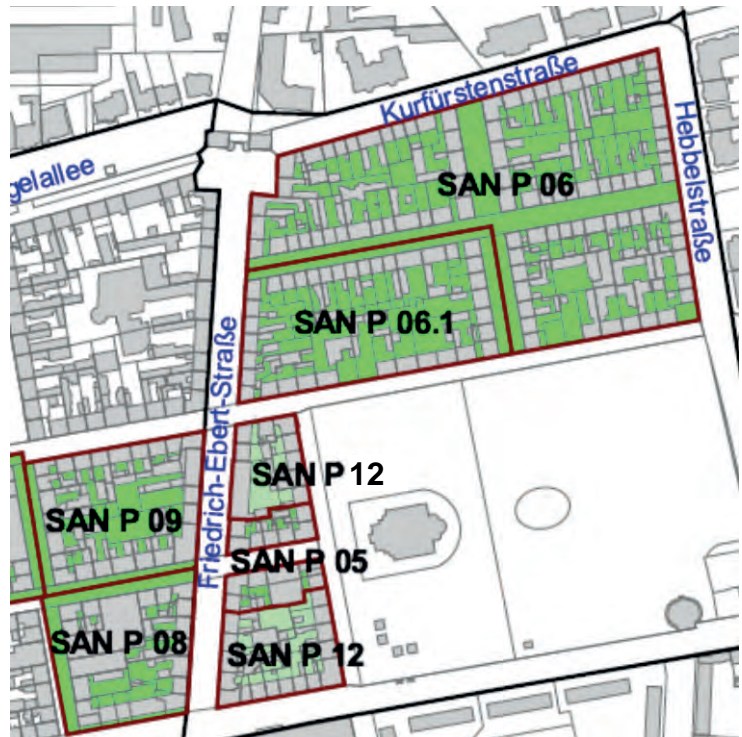 Kurfürstenstraße
gelallee
Hebbelstraße
SAN P 06
SAN P 06.1
Friedrich-Ebert-Straße
SAN P 12
SAN P 09
SAN P 05
SAN P 08
SAN P 12